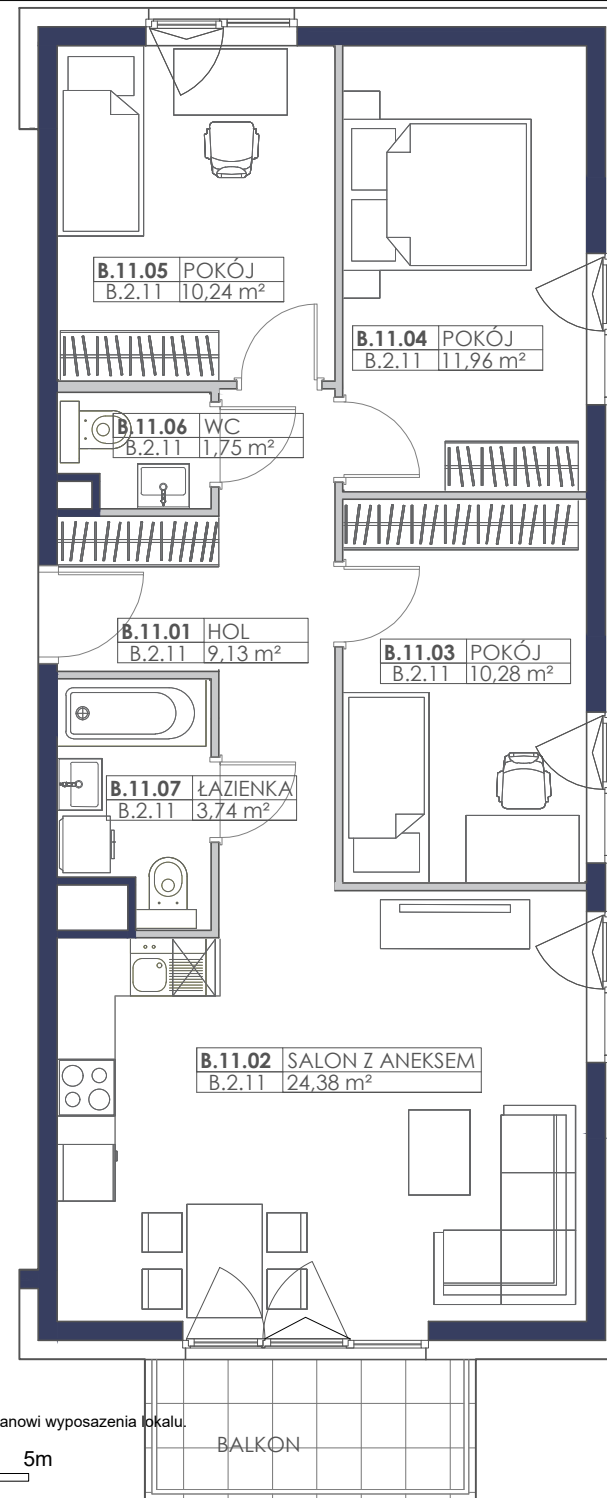 B.11.05 POKÓJ
B.2.11 10,24 m²
B.11.04 POKÓJ
B.2.11 11,96 m²
B.11.06 WC
B.2.11 1,75 m²
B.11.01 HOL
B.2.11 9,13 m²
B.11.03 POKÓJ
B.2.11 10,28 m²
B.11.07 ŁAZIENKA
B.2.11 3,74 m²
B.11.02 SALON Z ANEKSEM
B.2.11 24,38 m²
anowi wyposazenia lokalu.
BALKON
5m